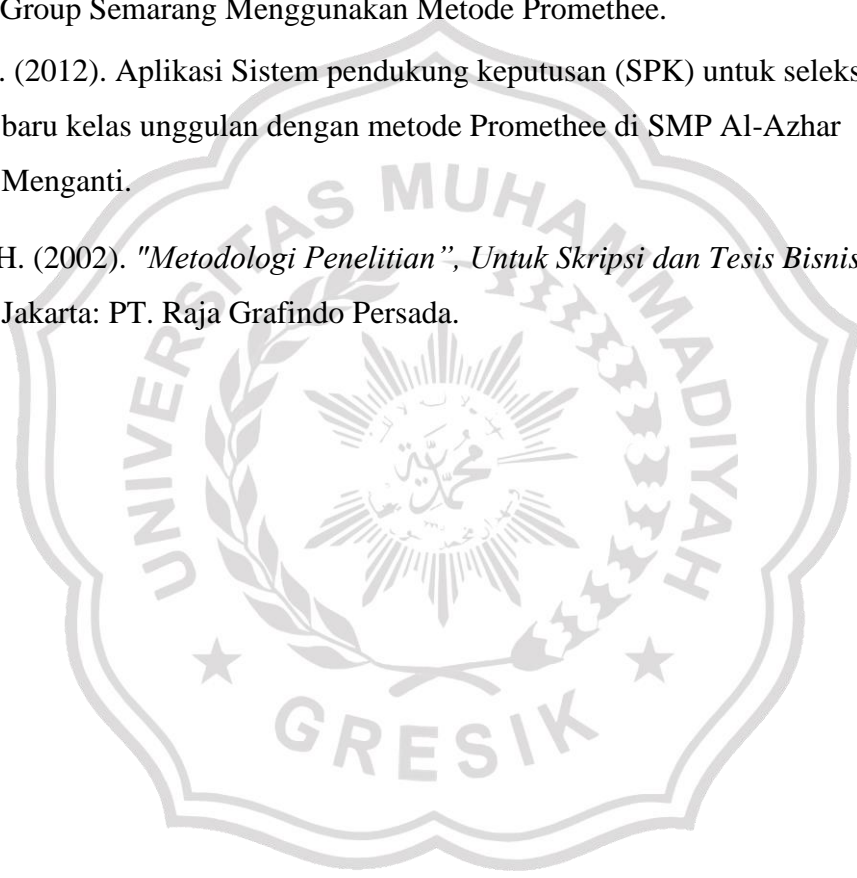 Group Semarang Menggunakan Metode Promethee.
. (2012). Aplikasi Sistem pendukung keputusan (SPK) untuk seleks
baru kelas unggulan dengan metode Promethee di SMP Al-Azhar
Menganti.
H. (2002). "Metodologi Penelitian”, Untuk Skripsi dan Tesis Bisnis
Jakarta: PT. Raja Grafindo Persada.
UNIVERSITAS MUHAMMADIYAH
GRESIK
محمد